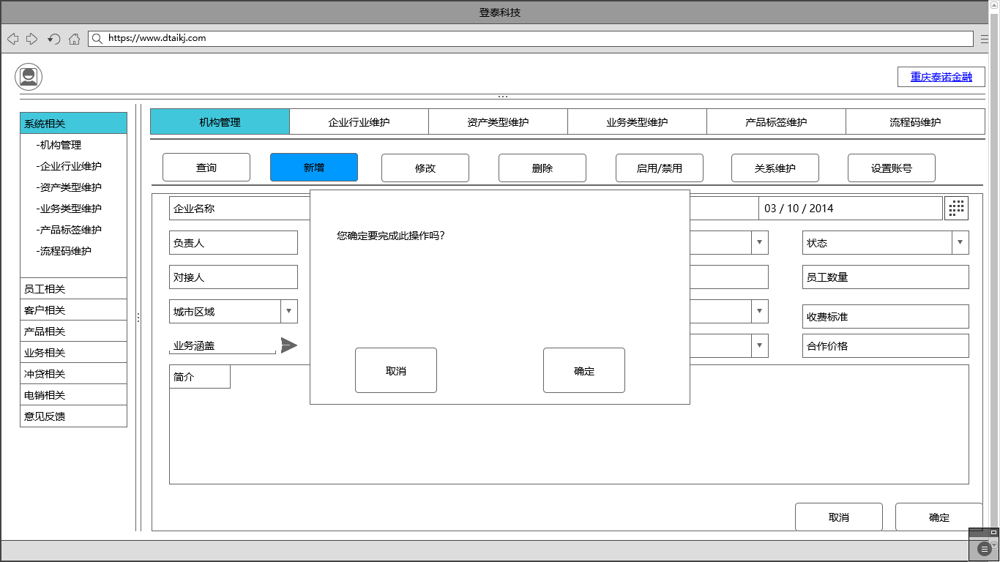 登泰科技
https://www.dtaikj.com
重庆泰诺金融
系统相关
-机构管理
-企业行业维护
-资产类型维护
-业务类型维护
-产品标签维护
-流程码维护
员工相关
客户相关
产品相关
业务相关
冲贷相关
电销相关
意见反馈
机构管理 企业行业维护 资产类型维护 业务类型维护 产品标签维护 流程码维护
查询 新增 修改 删除 启用/禁用 关系维护 设置账号
企业名称 03 / 10 / 2014
负责人 状态
对接人 员工数量
城市区域 收费标准
业务涵盖 合作价格
简介
您确定要完成此操作吗?
取消 确定
取消 确定